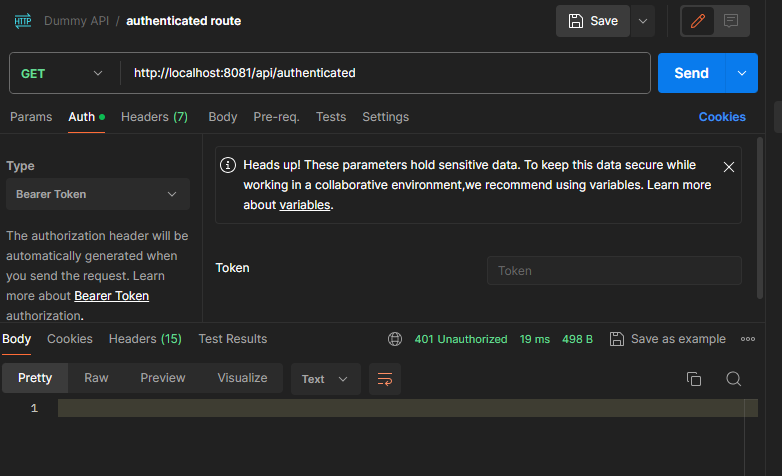 HTTP Dummy API / authenticated route Save
GET http://localhost:8081/api/authenticated Send
Params Auth Headers (7) Body Pre-req. Tests Settings Cookies
Type
Bearer Token
The authorization header will be
automatically generated when
you send the request. Learn
more about Bearer Token
authorization.
Heads up! These parameters hold sensitive data. To keep this data secure while
working in a collaborative environment,we recommend using variables. Learn more
about variables.
Token Token
Body Cookies Headers (15) Test Results 401 Unauthorized 19 ms 498 B Save as example
Pretty Raw Preview Visualize Text
1